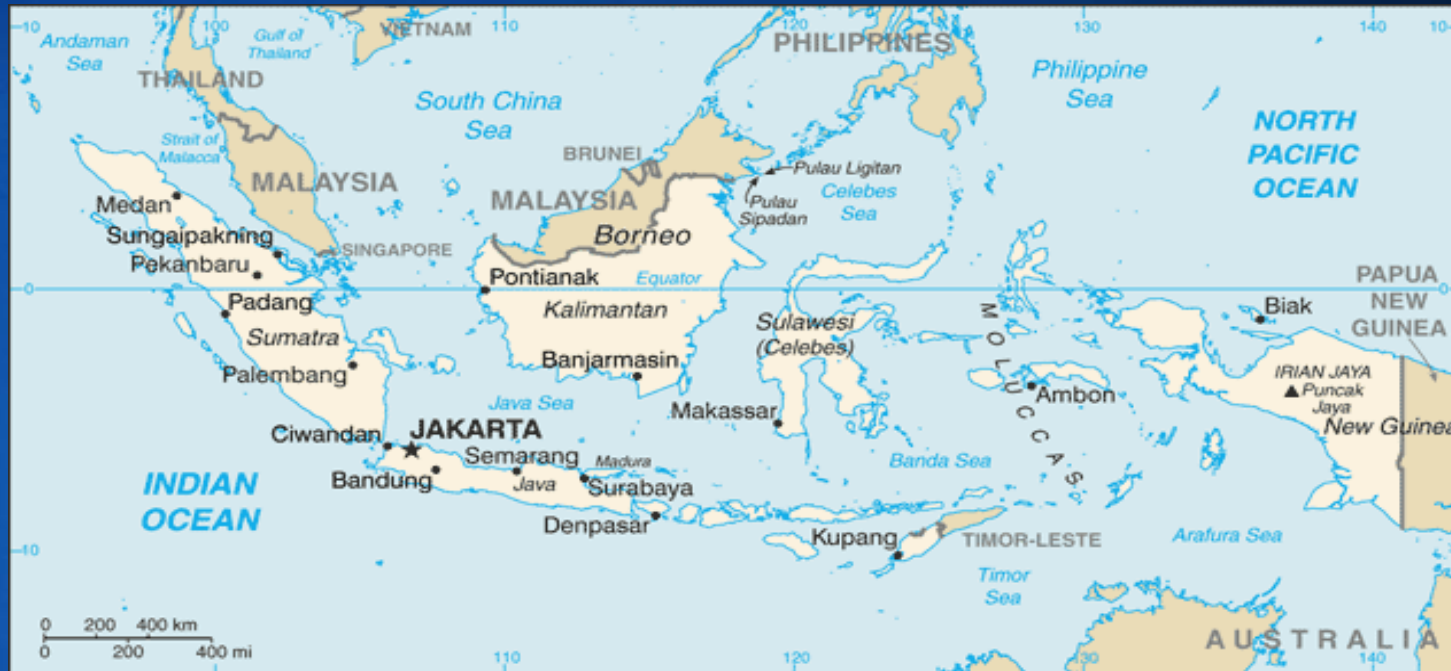 10
100
110
120
130
140
10
Andaman
Sea
Gulf of
Thailand
VIETNAM
PHILIPPINES
Philippine
Sea
THAILAND
South China
Sea
NORTH
PACIFIC
OCEAN
Strait of
Malacca
BRUNEI
Pulau Ligitan
MALAYSIA
MALAYSIA
Celebes
Sea
Pulau
Sipadan
Medan
Sungaipakning
Borneo
SINGAPORE
Pekanbaru
Pontianak
Equator
PAPUA
NEW
GUINEA
0
0
Padang
Kalimantan
Sulawesi
(Celebes)
MOLUCCAS
Biak
Sumatra
Palembang
Banjarmasin
IRIAN JAYA
Puncak
Jaya
Java Sea
Makassar
Ambon
New Guinea
Ciwandan
JAKARTA
Semarang
Madura
Banda Sea
Bandung
Java
Surabaya
INDIAN
OCEAN
Denpasar
Kupang
TIMOR-LESTE
Arafura Sea
10
Timor
Sea
0 200 400 km
0 200 400 mi
AUSTRALIA
110
120
140